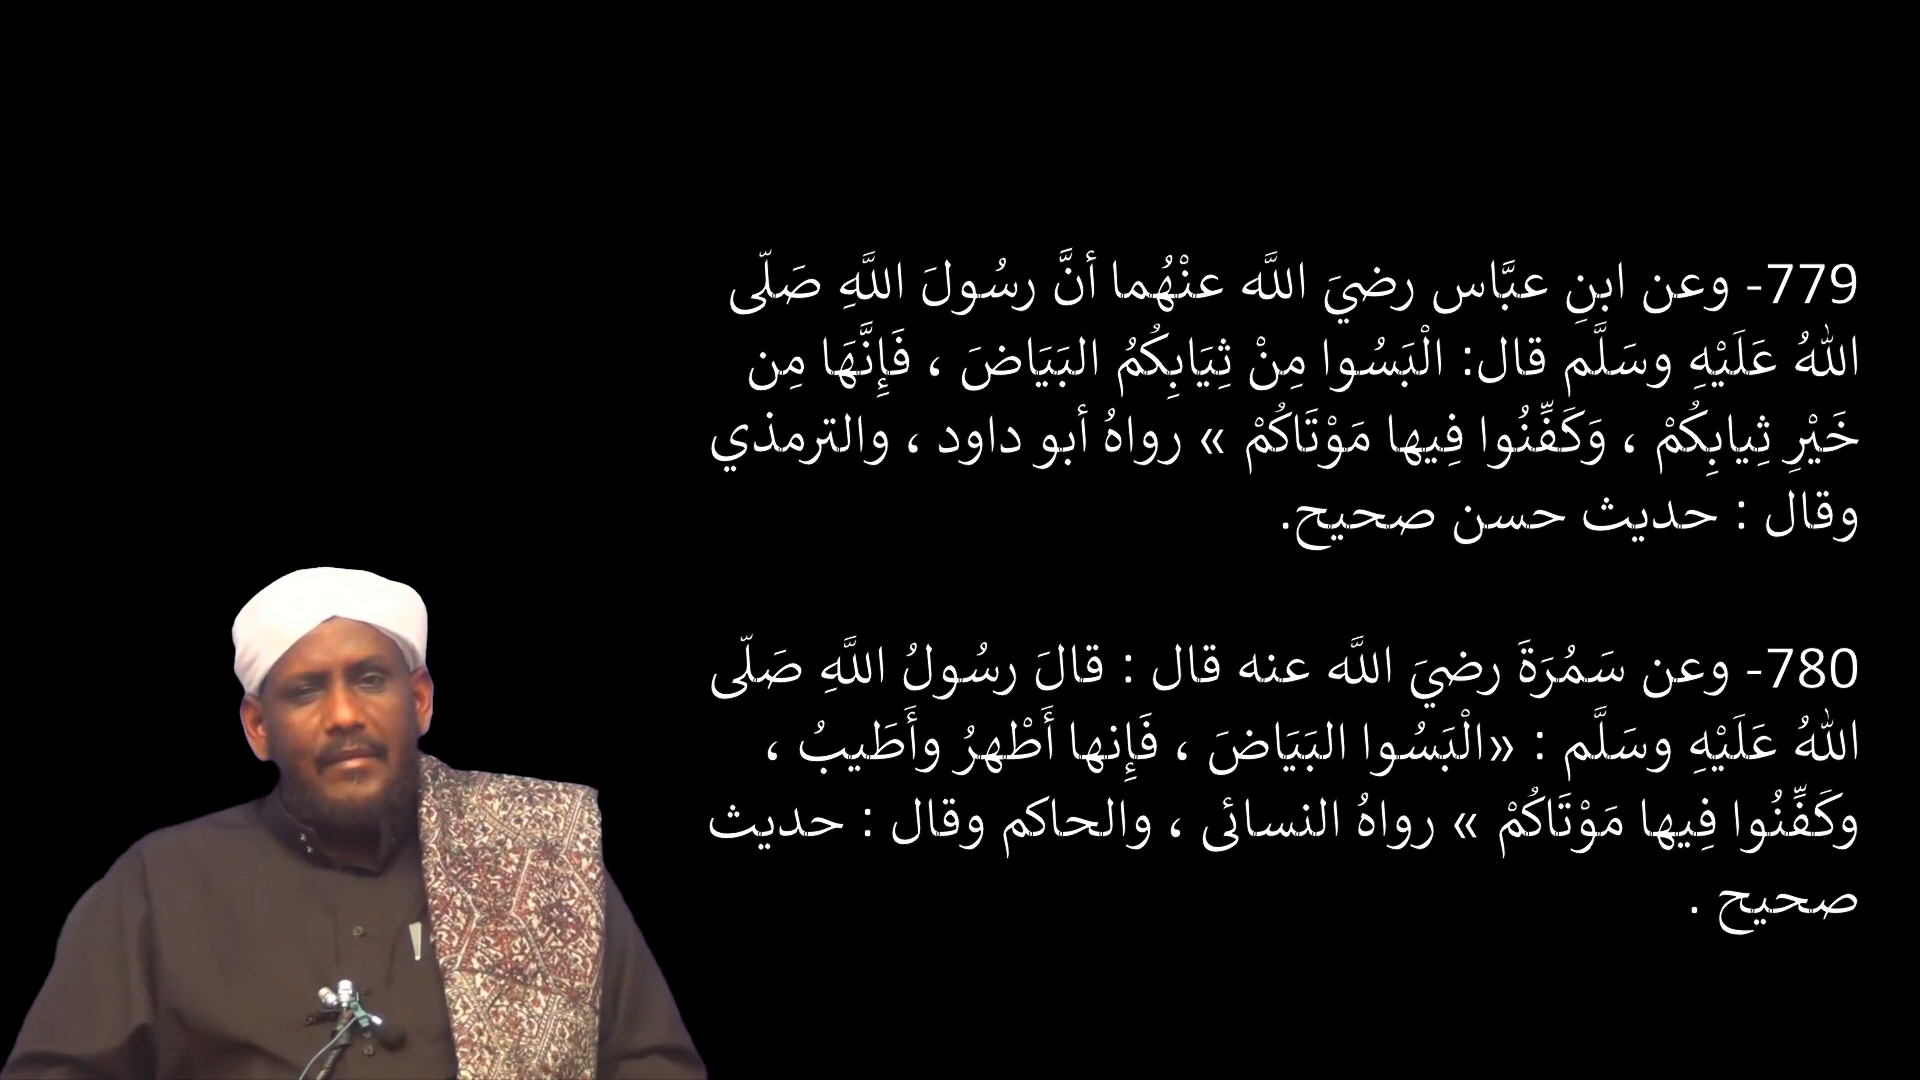 779- وعن ابنِ عبَّاس رضيَ اللَّه عنْهُما أنَّ رسُولَ اللَّهِ صَلّى
اللهُ عَلَيْهِ وسَلَّم قال: الْبَسُوا مِنْ ثِيَابِكُمُ البَيَاضَ ، فَإِنَّهَا مِن
خَيْرِ ثِيابِكُمْ ، وَكَفِّنُوا فِيها مَوْتَاكُمْ » رواهُ أبو داود ، والترمذي
وقال : حديث حسن صحيح.
780- وعن سَمُرَةَ رضيَ اللَّه عنه قال : قالَ رسُولُ اللَّهِ صَلّى
اللهُ عَلَيْهِ وسَلَّم : «الْبَسُوا البَيَاضَ ، فَإِنها أَطْهرُ وأَطَيبُ ،
وكَفِّنُوا فِيها مَوْتَاكُمْ » رواهُ النسائى ، والحاكم وقال : حديث
صحيح .